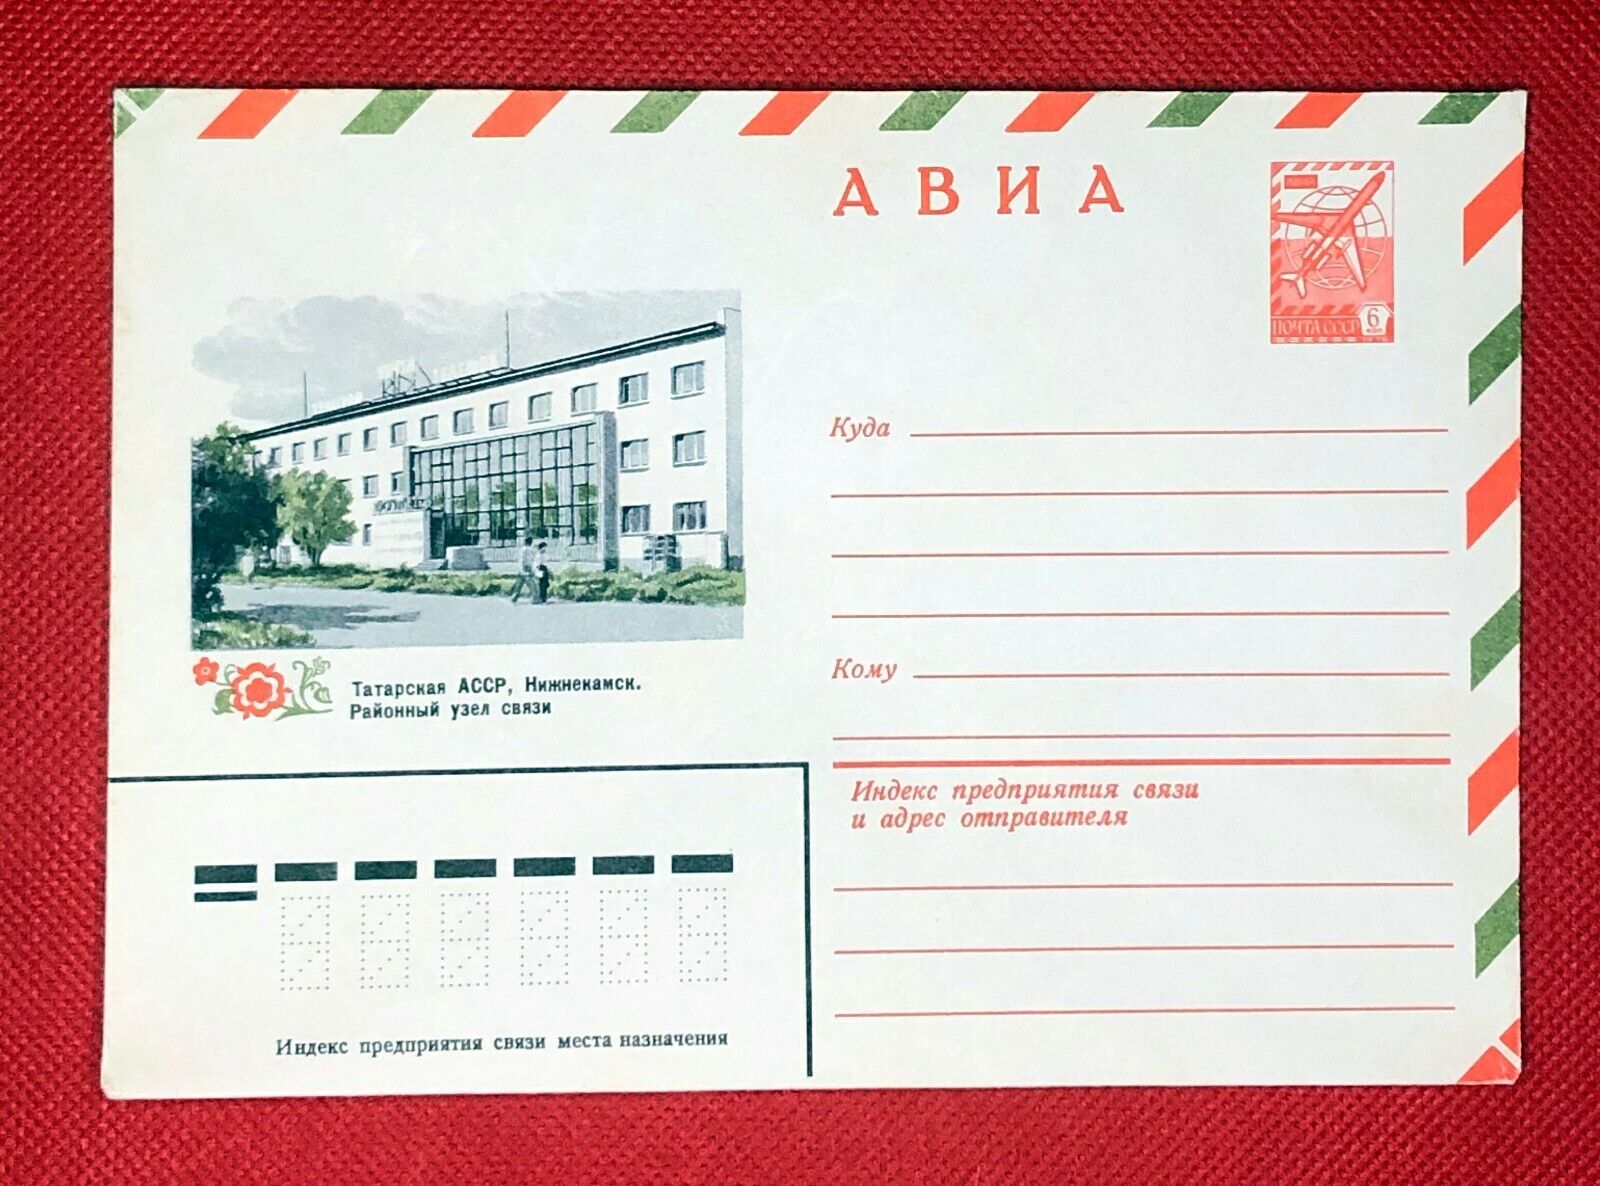 АВИА
ПОЧТА СССР 6
Куда
Кому
Татарская АССР, Нижнекамск.
Районный узел связи
Индекс предприятия связи
и адрес отправителя
Индекс предприятия связи места назначения